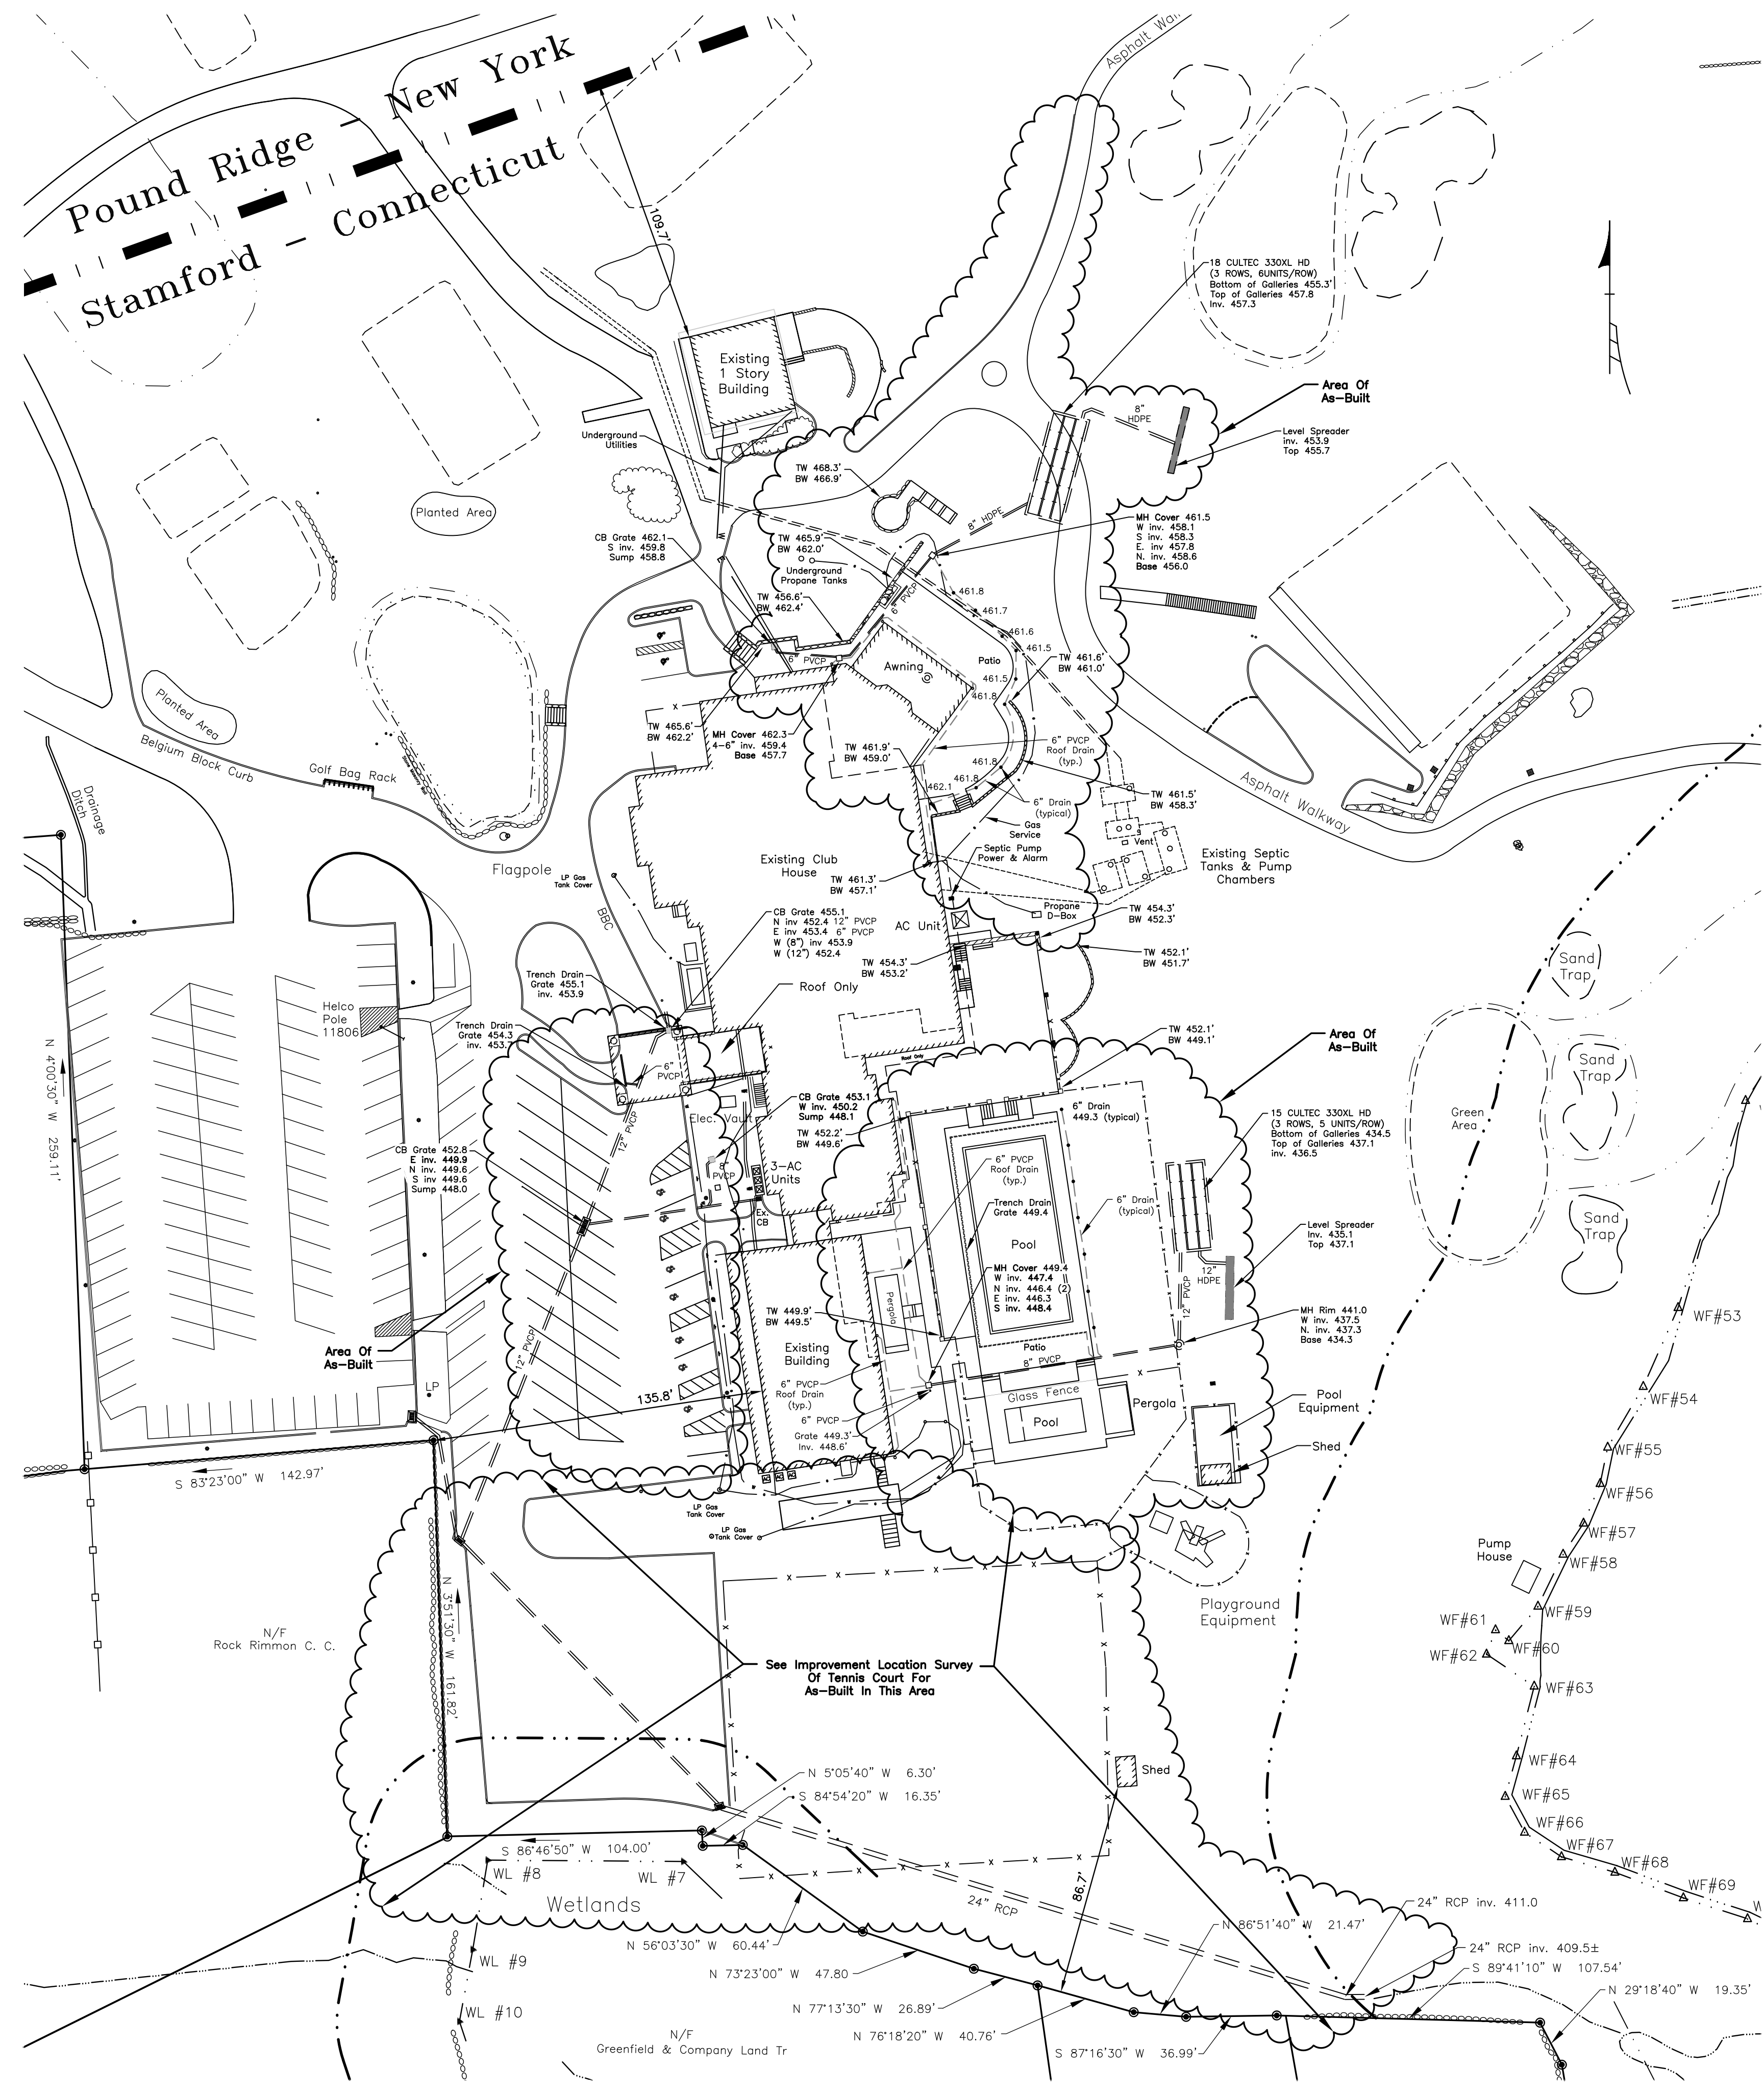 Pound Ridge - New York
Stamford - Connecticut
Asphalt
109.7'
18 CULTEC 330XL HD
(3 ROWS, 6UNITS/ROW)
Bottom of Galleries 455.3'
Top of Galleries 457.8
Inv. 457.3
Existing
1 Story
Building
Area Of
As-Built
8"
HDPE
Level Spreader
inv. 453.9
Top 455.7
Underground
Utilities
TW 468.3'
BW 466.9'
Planted Area
8" HDPE
MH Cover 461.5
W inv. 458.1
S inv. 458.3
E. inv. 457.8
N. inv. 458.6
Base 456.0
CB Grate 462.1
S inv. 459.8
Sump 458.8
TW 465.9'
BW 462.0'
Underground
Propane Tanks
6" PVCP
TW 456.6'
BW 462.4'
461.8
461.7
461.6
461.5
461.5
461.8
6" PVCP
Awning
Patio
TW 461.6'
BW 461.0'
Planted Area
Belgium Block Curb
Golf Bag Rack
TW 465.6'
BW 462.2'
MH Cover 462.3
4-6" inv. 459.4
Base 457.7
TW 461.9'
BW 459.0'
6" PVCP
Roof Drain
(typ.)
461.8
461.8
462.1
6" Drain
(typical)
TW 461.5'
BW 458.3'
Asphalt Walkway
Drainage
Ditch
Gas
Service
Septic Pump
Power & Alarm
Vent
Existing Septic
Tanks & Pump
Chambers
Flagpole
LP Gas
Tank Cover
Existing Club
House
TW 461.3'
BW 457.1'
BBC
Propane
D-Box
TW 454.3'
BW 452.3'
CB Grate 455.1
N inv 452.4 12" PVCP
E inv 453.4 6" PVCP
W (8") inv 453.9
W (12") 452.4
AC Unit
TW 454.3'
BW 453.2'
TW 452.1'
BW 451.7'
Sand
Trap
Trench Drain
Grate 455.1
inv. 453.9
Roof Only
Helco
Pole
11806
Trench Drain
Grate 454.3
inv. 453.7
Roof Only
TW 452.1'
BW 449.1'
Area Of
As-Built
N 4°00'30" W 259.11'
6"
PVCP
Sand
Trap
Green
Area
12" PVCP
Elec. Vault
CB Grate 453.1
W inv. 450.2
Sump 448.1
6" Drain
449.3 (typical)
15 CULTEC 330XL HD
(3 ROWS, 5 UNITS/ROW)
Bottom of Galleries 434.5
Top of Galleries 437.1
inv. 436.5
TW 452.2'
BW 449.6'
CB Grate 452.8
E inv. 449.9
N inv. 449.6
S inv 449.6
Sump 448.0
8"
PVCP
3-AC
Units
6" PVCP
Roof Drain
(typ.)
Trench Drain
Grate 449.4
6" Drain
(typical)
Ex.
CB
Sand
Trap
Level Spreader
Inv. 435.1
Top 437.1
Pool
MH Cover 449.4
W inv. 447.4
N inv. 446.4 (2)
E inv. 446.3
S inv. 448.4
12"
HDPE
12" PVCP
Pergola
TW 449.9'
BW 449.5'
MH Rim 441.0
W inv. 437.5
N. inv. 437.3
Base 434.3
WF#53
Area Of
As-Built
12" PVCP
Existing
Building
Patio
8" PVCP
LP
135.8'
6" PVCP
Roof Drain
(typ.)
Glass Fence
Pool
Pergola
Pool
Equipment
WF#54
6" PVCP
Grate 449.3'
Inv. 448.6'
Shed
WF#55
S 83°23'00" W 142.97'
WF#56
LP Gas
Tank Cover
LP Gas
Tank Cover
WF#57
Pump
House
WF#58
N 3°51'30" W 161.82'
Playground
Equipment
WF#59
WF#61
WF#60
WF#62
WF#63
N/F
Rock Rimmon C. C.
See Improvement Location Survey
Of Tennis Court For
As-Built In This Area
WF#64
Shed
N 5°05'40" W 6.30'
S 84°54'20" W 16.35'
WF#65
WF#66
WF#67
WF#68
WF#69
S 86°46'50" W 104.00'
WL #8
WL #7
Wetlands
86.7'
24" RCP
24" RCP inv. 411.0
N 86°51'40" W 21.47'
N 56°03'30" W 60.44'
24" RCP inv. 409.5±
S 89°41'10" W 107.54'
WL #9
N 73°23'00" W 47.80
N 29°18'40" W 19.35'
N 77°13'30" W 26.89'
WL #10
N 76°18'20" W 40.76'
N/F
Greenfield & Company Land Tr
S 87°16'30" W 36.99'